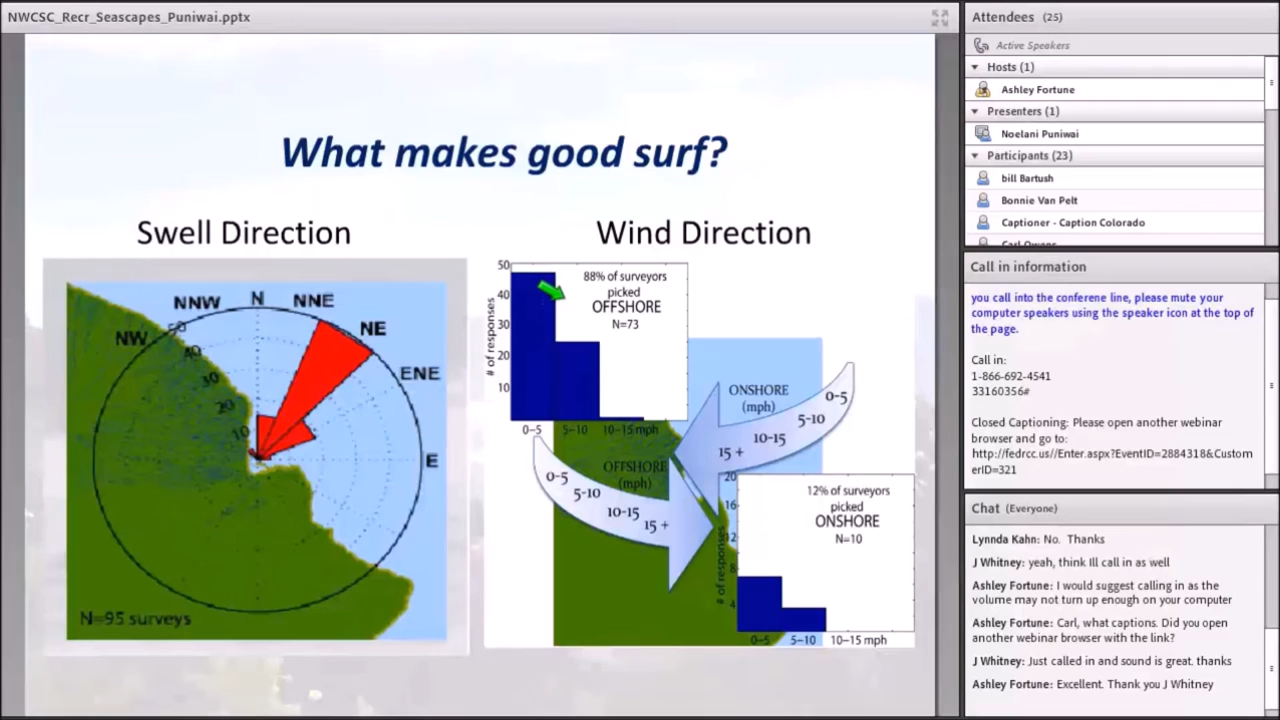 NWCSC_Recr_Seascapes_Puniwai.pptx
What makes good surf?
Swell Direction
NNW
N
NNE
NW
NE
ENE
E
50
40
30
20
10
N=95 surveys
Wind Direction
50
40
30
20
10
# of responses
88% of surveyors
picked
OFFSHORE
N=73
0-5
5-10
10-15 mph
ONSHORE
(mph)
0-5
5-10
10-15
15 +
OFFSHORE
(mph)
0-5
5-10
10-15
15 +
20
16
12
8
4
# of responses
12% of surveyors
picked
ONSHORE
N=10
0-5
5-10
10-15 mph
Attendees (25)
Active Speakers
Hosts (1)
Ashley Fortune
Presenters (1)
Noelani Puniwai
Participants (23)
bill Bartush
Bonnie Van Pelt
Captioner - Caption Colorado
Carl Owens
Call in information
you call into the conferene line, please mute your
computer speakers using the speaker icon at the top of
the page.
Call in:
1-866-692-4541
33160356#
Closed Captioning: Please open another webinar
browser and go to:
http://fedrcc.us//Enter.aspx?EventID=2884318&Custom
erID=321
Chat (Everyone)
Lynnda Kahn: No. Thanks
J Whitney: yeah, think Ill call in as well
Ashley Fortune: I would suggest calling in as the
volume may not turn up enough on your computer
Ashley Fortune: Carl, what captions. Did you open
another webinar browser with the link?
J Whitney: Just called in and sound is great. thanks
Ashley Fortune: Excellent. Thank you J Whitney